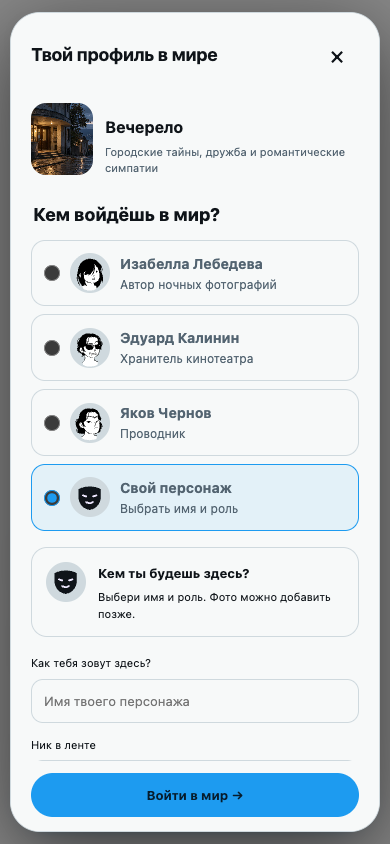 Твой профиль в мире
Вечерело
Городские тайны, дружба и романтические
симпатии
Кем войдёшь в мир?
Изабелла Лебедева
Автор ночных фотографий
Эдуард Калинин
Хранитель кинотеатра
Яков Чернов
Проводник
Свой персонаж
Выбрать имя и роль
Кем ты будешь здесь?
Выбери имя и роль. Фото можно добавить
позже.
Как тебя зовут здесь?
Имя твоего персонажа
Ник в ленте
Войти в мир →